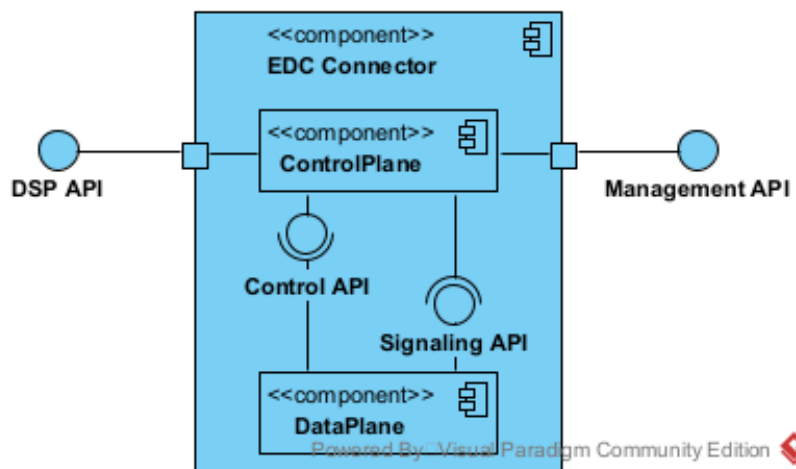 <<component>>
EDC Connector
<<component>>
ControlPlane
DSP API
Management API
Control API
Signaling API
<<component>>
DataPlane
Powered By Visual Paradigm Community Edition